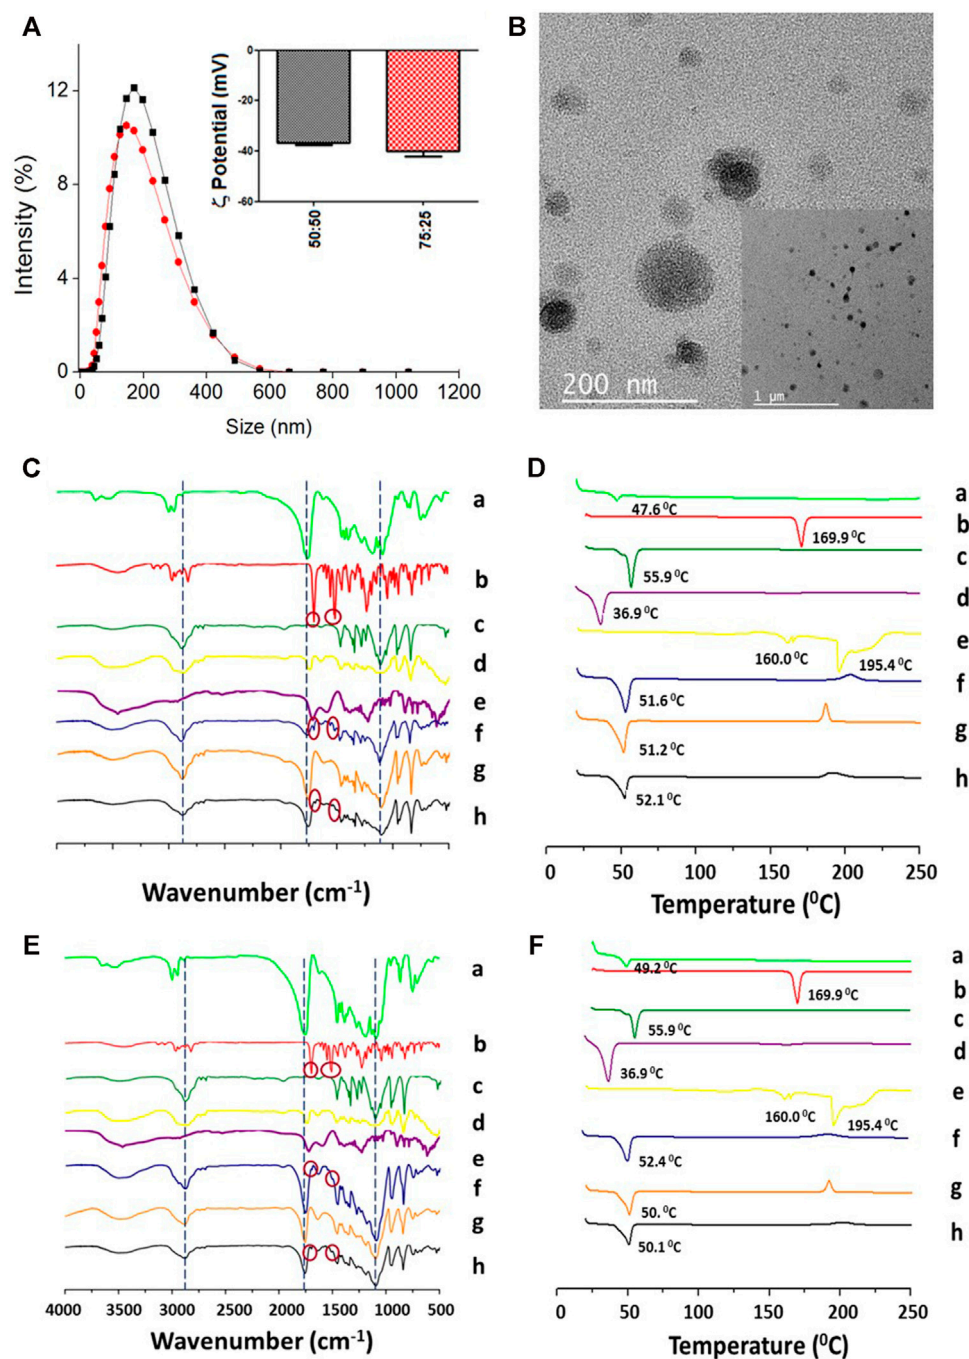 A
Intensity (%)
12
8
4
0
0 200 400 600 800 1000 1200
Size (nm)
ζ Potential (mV)
0
-20
-40
-60
50:50
75:25
B
200 nm
1 µm
C
a
b
c
d
e
f
g
h
Wavenumber (cm-1)
D
a
47.6 0C
b
169.9 0C
c
55.9 0C
d
36.9 0C
e
160.0 0C
195.4 0C
f
51.6 0C
g
51.2 0C
h
52.1 0C
0 50 100 150 200 250
Temperature (0C)
E
a
b
c
d
e
f
g
h
4000 3500 3000 2500 2000 1500 1000 500
Wavenumber (cm-1)
F
a
49.2 0C
b
169.9 0C
c
55.9 0C
d
36.9 0C
e
160.0 0C
195.4 0C
f
52.4 0C
g
50. 0C
h
50.1 0C
0 50 100 150 200 250
Temperature (0C)